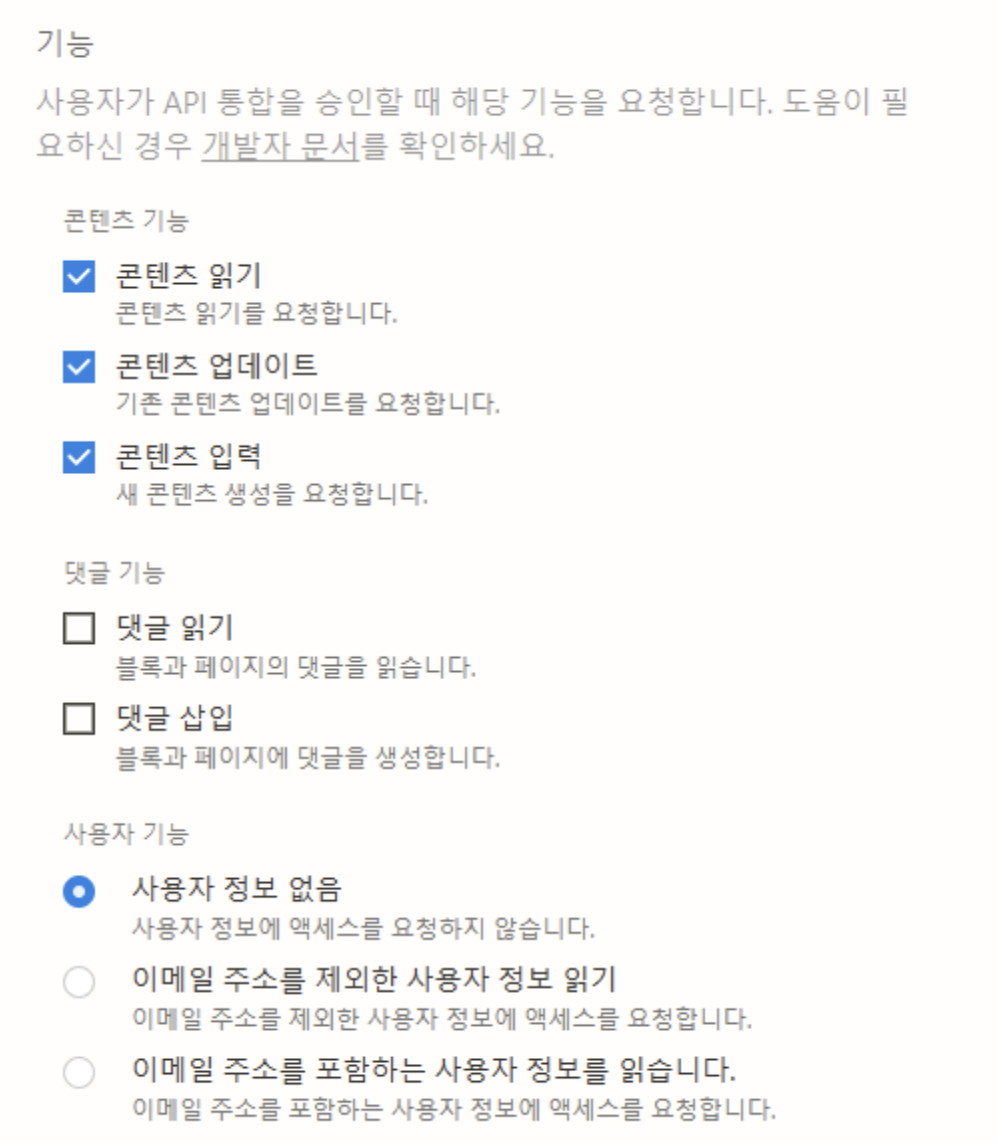 기능
사용자가 API 통합을 승인할 때 해당 기능을 요청합니다. 도움이 필
요하신 경우 개발자 문서를 확인하세요.
콘텐츠 기능
콘텐츠 읽기
콘텐츠 읽기를 요청합니다.
콘텐츠 업데이트
기존 콘텐츠 업데이트를 요청합니다.
콘텐츠 입력
새 콘텐츠 생성을 요청합니다.
댓글 기능
댓글 읽기
블록과 페이지의 댓글을 읽습니다.
댓글 삽입
블록과 페이지에 댓글을 생성합니다.
사용자 기능
사용자 정보 없음
사용자 정보에 액세스를 요청하지 않습니다.
이메일 주소를 제외한 사용자 정보 읽기
이메일 주소를 제외한 사용자 정보에 액세스를 요청합니다.
이메일 주소를 포함하는 사용자 정보를 읽습니다.
이메일 주소를 포함하는 사용자 정보에 액세스를 요청합니다.